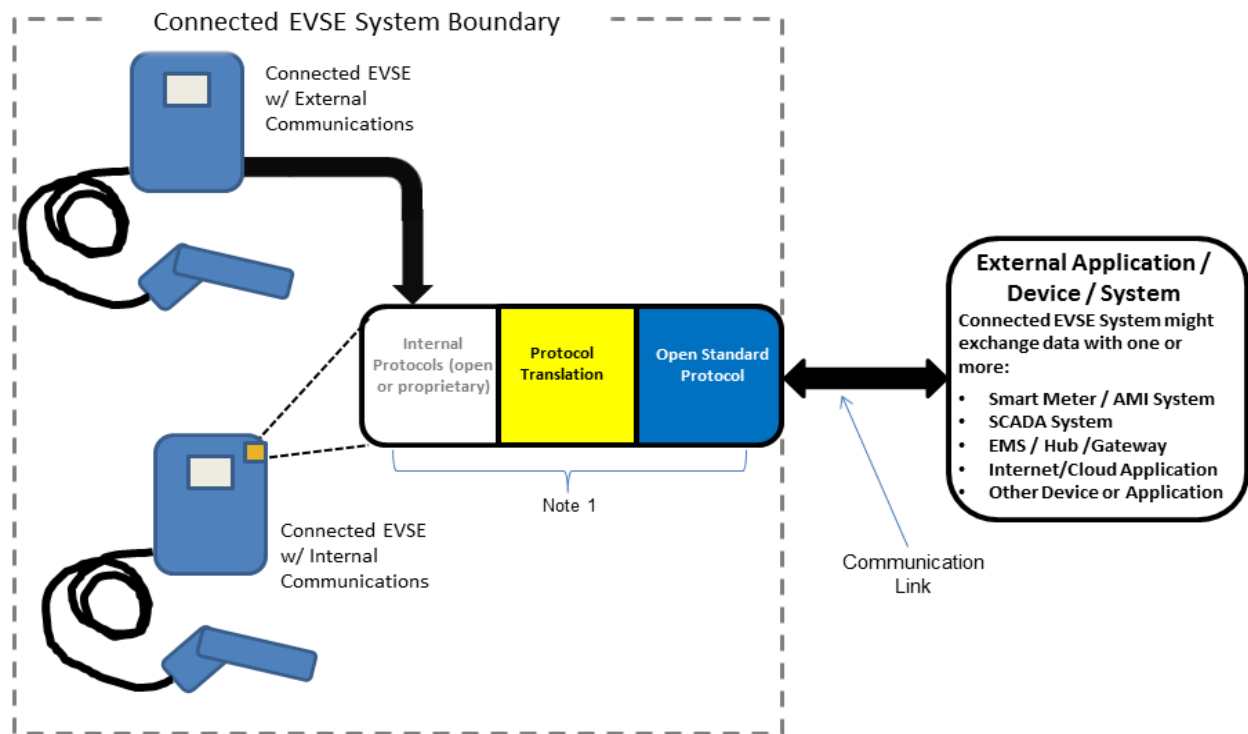 Connected EVSE System Boundary
Connected EVSE
w/ External
Communications
Internal
Protocols (open
or proprietary)
Protocol
Translation
Open Standard
Protocol
Note 1
Connected EVSE
w/ Internal
Communications
Communication
Link
External Application /
Device / System
Connected EVSE System might
exchange data with one or
more:
• Smart Meter / AMI System
• SCADA System
• EMS / Hub /Gateway
• Internet/Cloud Application
• Other Device or Application